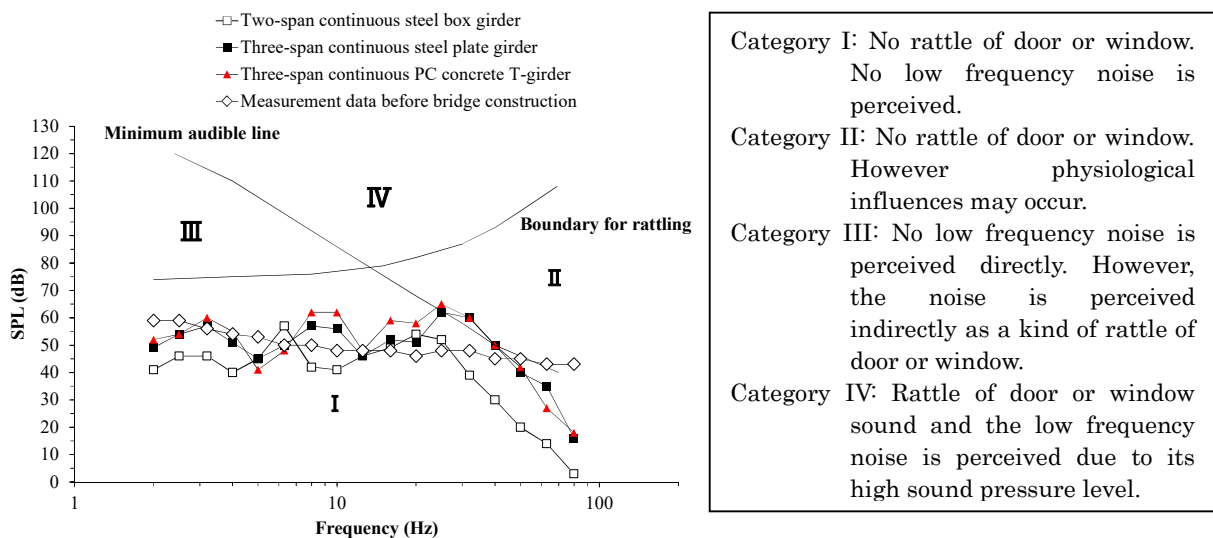 Two-span continuous steel box girder
Three-span continuous steel plate girder
Three-span continuous PC concrete T-girder
Measurement data before bridge construction
130
120
110
100
90
80
70
60
50
40
30
20
10
0
SPL (dB)
Minimum audible line
Ⅳ
Ⅲ
Boundary for rattling
Ⅱ
Ⅰ
1
10
100
Frequency (Hz)
Category I: No rattle of door or window.
No low frequency noise is
perceived.
Category II: No rattle of door or window.
However physiological
influences may occur.
Category III: No low frequency noise is
perceived directly. However,
the noise is perceived
indirectly as a kind of rattle of
door or window.
Category IV: Rattle of door or window
sound and the low frequency
noise is perceived due to its
high sound pressure level.